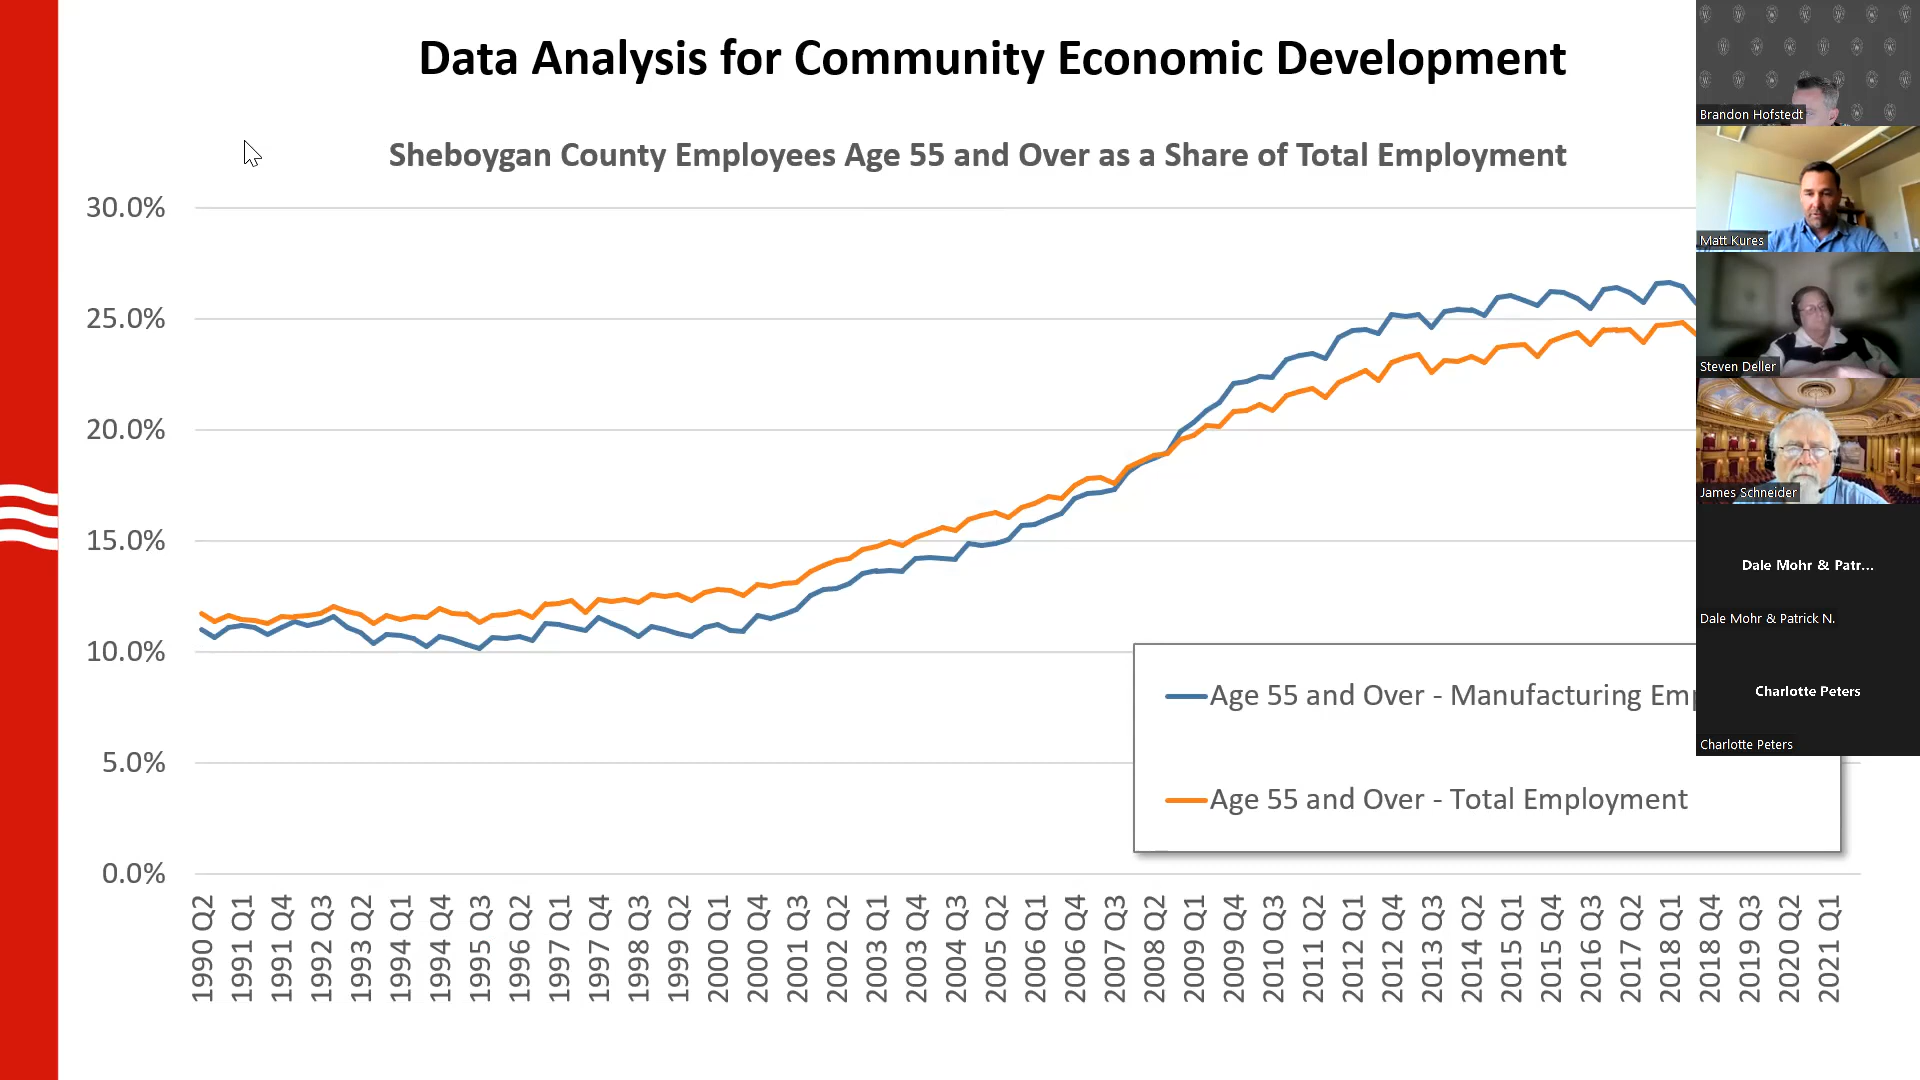 Data Analysis for Community Economic Development
Sheboygan County Employees Age 55 and Over as a Share of Total Employment
30.0%
25.0%
20.0%
15.0%
10.0%
5.0%
0.0%
Age 55 and Over - Manufacturing Emp
Age 55 and Over - Total Employment
1990 Q2
1991 Q1
1991 Q4
1992 Q3
1993 Q2
1994 Q1
1994 Q4
1995 Q3
1996 Q2
1997 Q1
1997 Q4
1998 Q3
1999 Q2
2000 Q1
2000 Q4
2001 Q3
2002 Q2
2003 Q1
2003 Q4
2004 Q3
2005 Q2
2006 Q1
2006 Q4
2007 Q3
2008 Q2
2009 Q1
2009 Q4
2010 Q3
2011 Q2
2012 Q1
2012 Q4
2013 Q3
2014 Q2
2015 Q1
2015 Q4
2016 Q3
2017 Q2
2018 Q1
2018 Q4
2019 Q3
2020 Q2
2021 Q1
Brandon Hofstedt
Matt Kures
Steven Deller
James Schneider
Dale Mohr & Patr...
Dale Mohr & Patrick N.
Charlotte Peters
Charlotte Peters